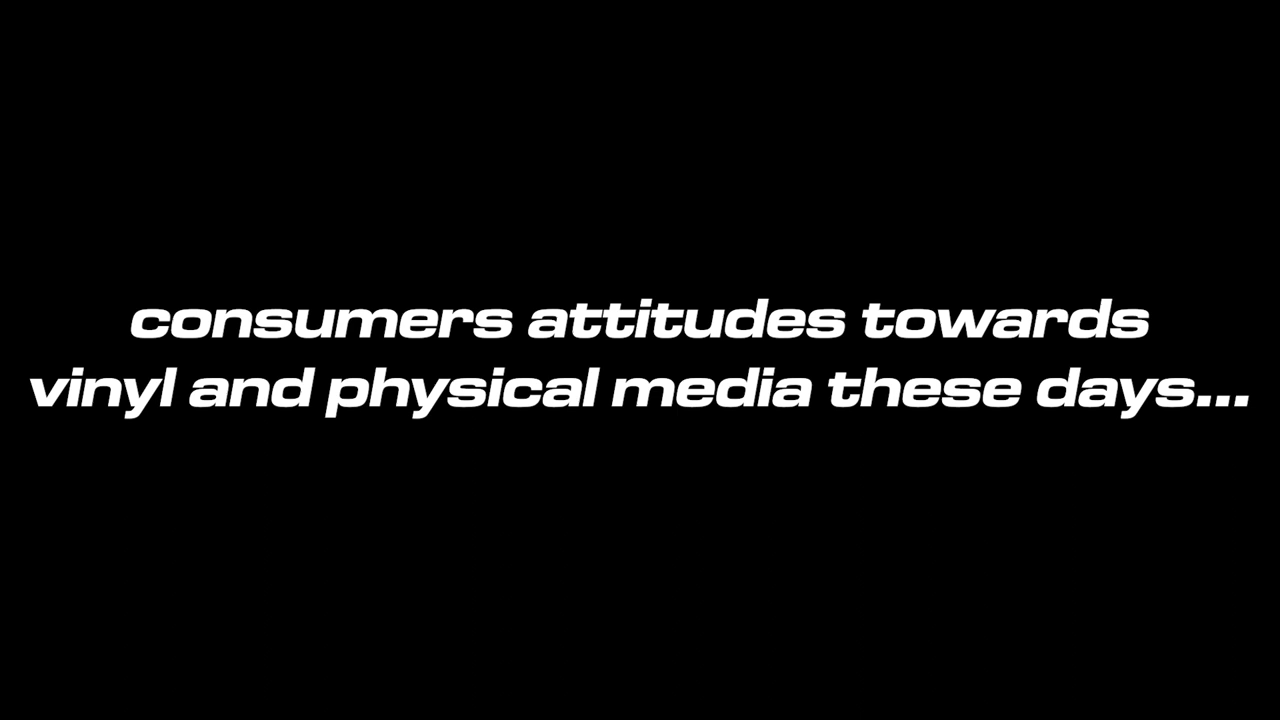 consumers attitudes towards
vinyl and physical media these days...